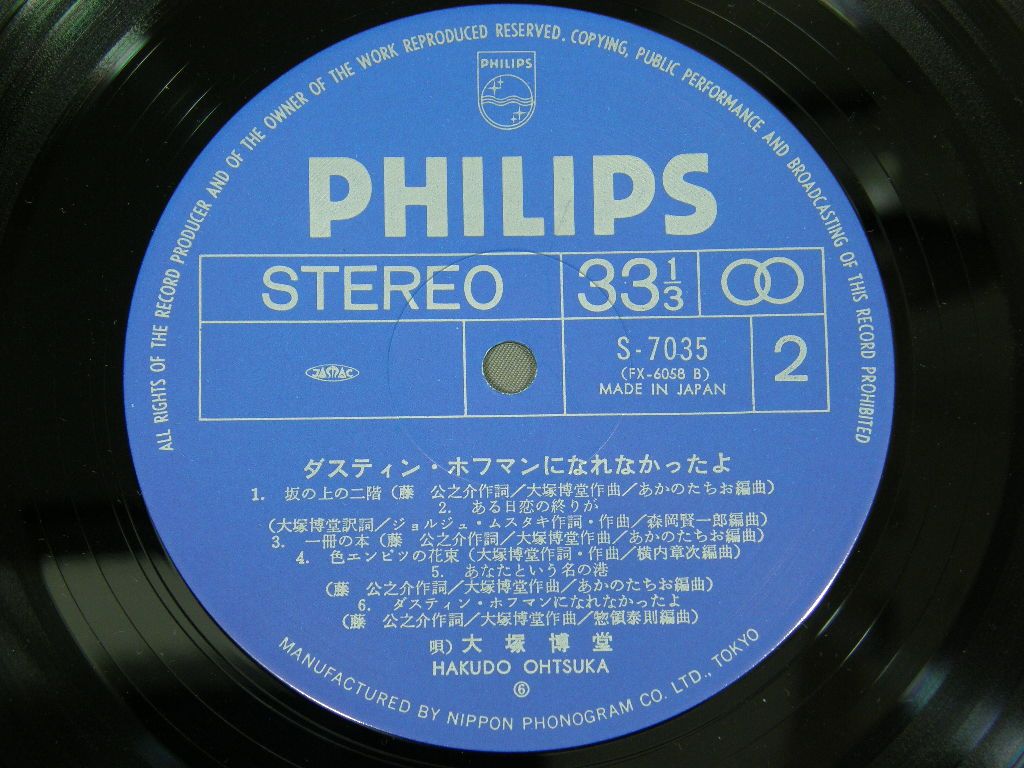 ALL RIGHTS OF THE RECORD PRODUCER AND OF THE OWNER OF THE WORK REPRODUCED RESERVED. COPYING, PUBLIC PERFORMANCE AND BROADCASTING OF THIS RECORD PROHIBITED
PHILIPS
PHILIPS
STEREO 33 1/3
JASRAC S-7035 2
(FX-6058 B)
MADE IN JAPAN
ダスティン・ホフマンになれなかったよ
1. 坂の上の二階（藤 公之介作詞／大塚博堂作曲／あかのたちお編曲）
2. ある日恋の終りが
（大塚博堂訳詞／ジョルジュ・ムスタキ作詞・作曲／森岡賢一郎編曲）
3. 一冊の本（藤 公之介作詞／大塚博堂作曲／あかのたちお編曲）
4. 色エンピツの花束（大塚博堂作詞・作曲／横内章次編曲）
5. あなたという名の港
（藤 公之介作詞／大塚博堂作曲／あかのたちお編曲）
6. ダスティン・ホフマンになれなかったよ
（藤 公之介作詞／大塚博堂作曲／惣領泰則編曲）
唄）大塚博堂
HAKUDO OHTSUKA
⑥
MANUFACTURED BY NIPPON PHONOGRAM CO. LTD., TOKYO